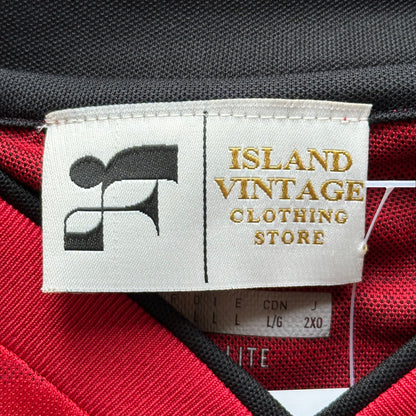 ISLAND
VINTAGE
CLOTHING
STORE
D I E CDN J
L L L/G 2XO
LITE